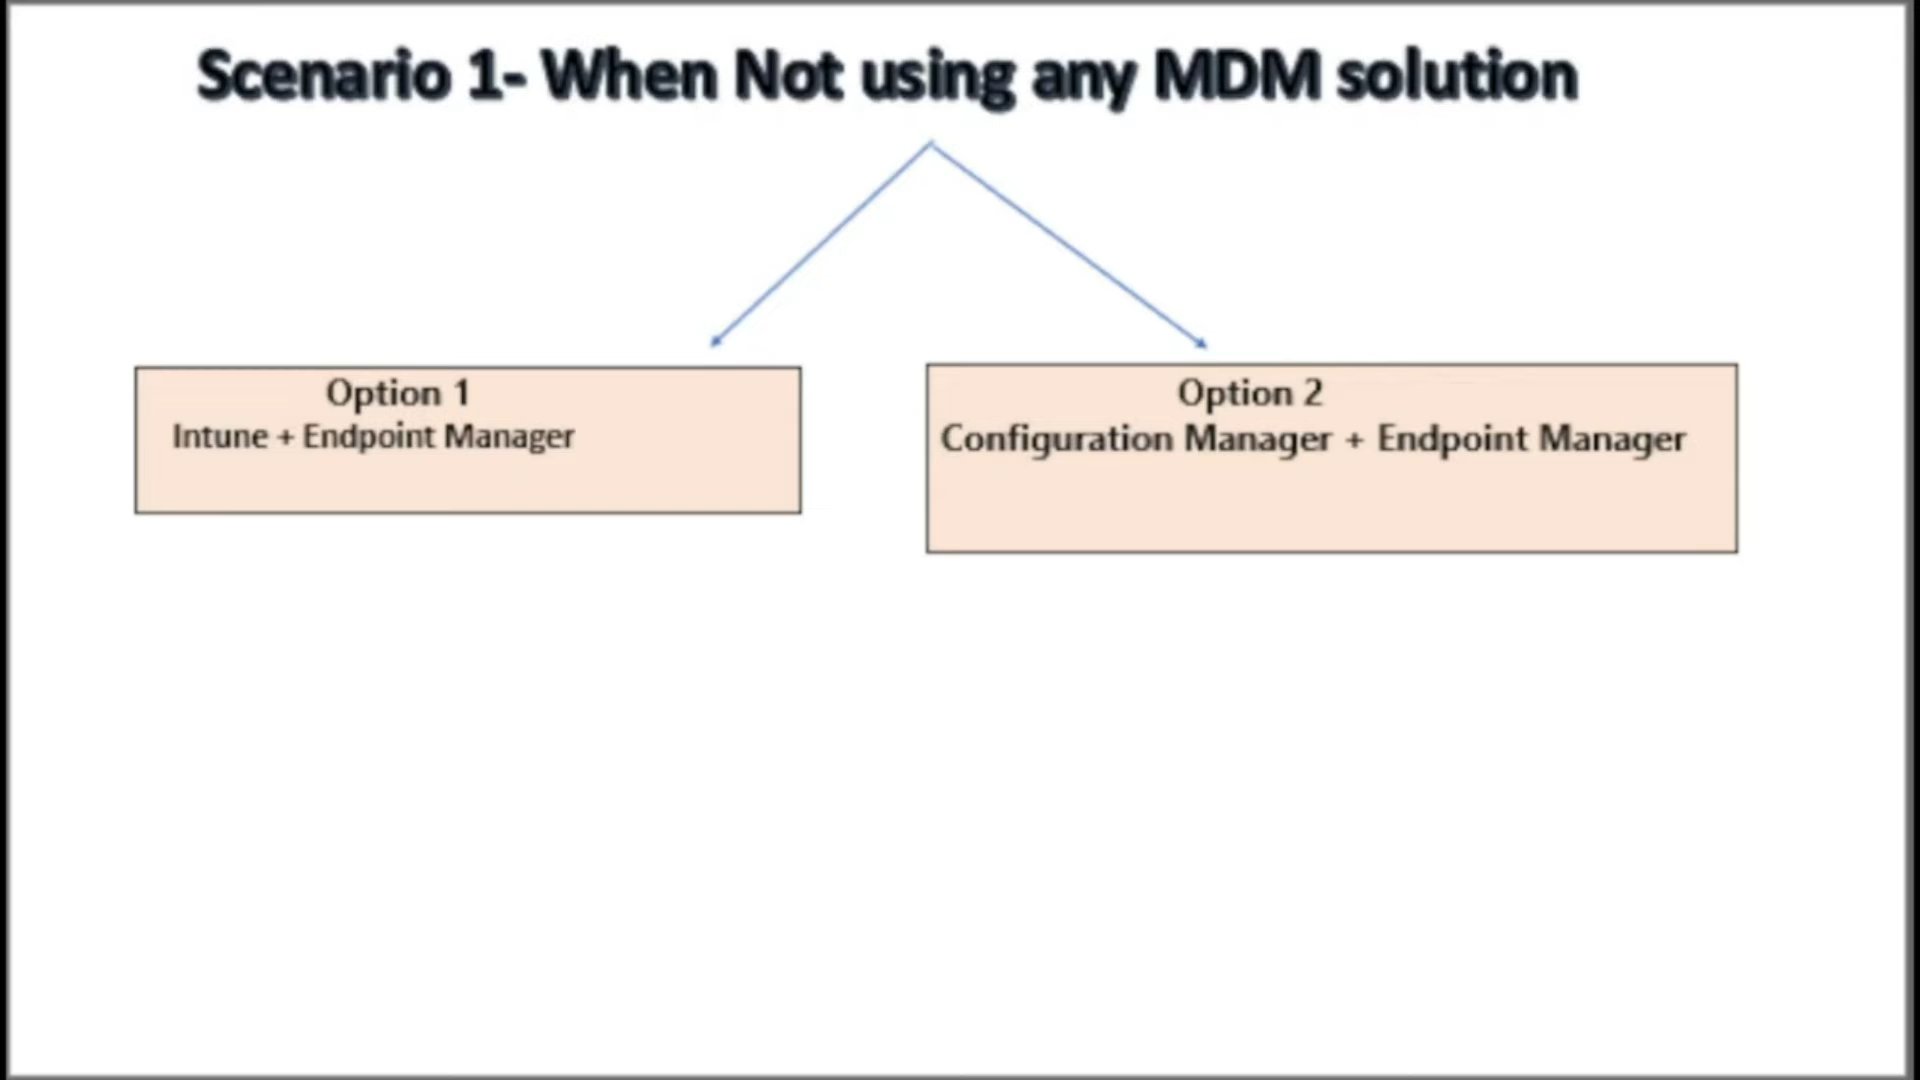 Scenario 1- When Not using any MDM solution
Option 1
Intune + Endpoint Manager
Option 2
Configuration Manager + Endpoint Manager